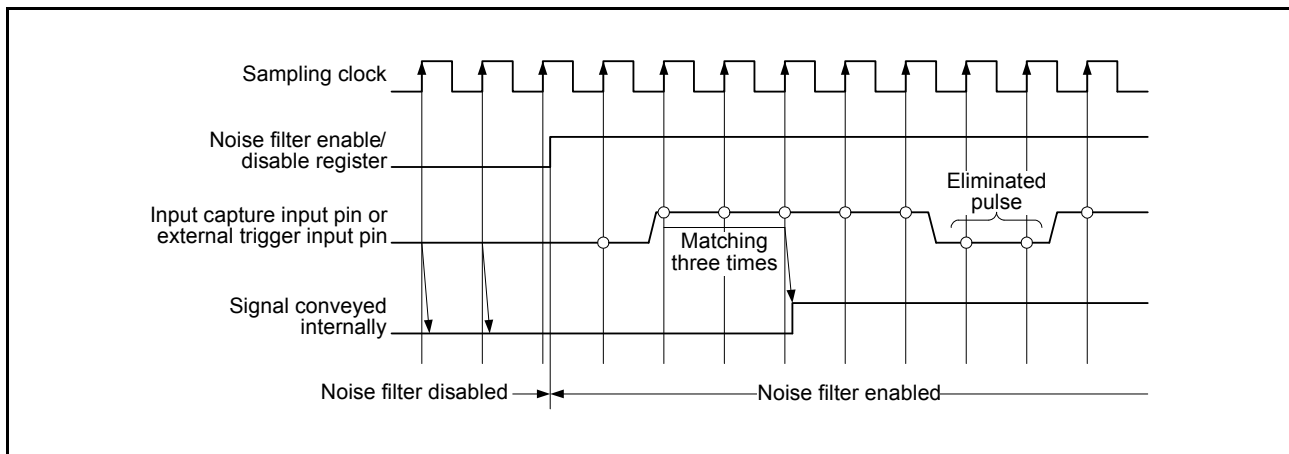 Sampling clock
Noise filter enable/
disable register
Input capture input pin or
external trigger input pin
Eliminated
pulse
Matching
three times
Signal conveyed
internally
Noise filter disabled
Noise filter enabled